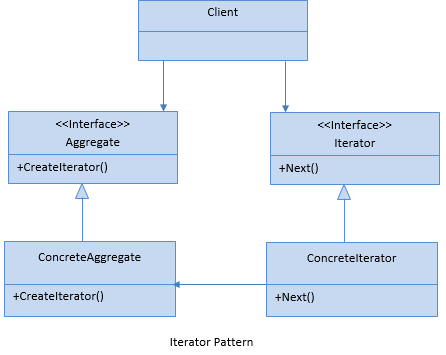 Client
<<Interface>>
Aggregate
+CreateIterator()
<<Interface>>
Iterator
+Next()
ConcreteAggregate
+CreateIterator()
ConcreteIterator
+Next()
Iterator Pattern